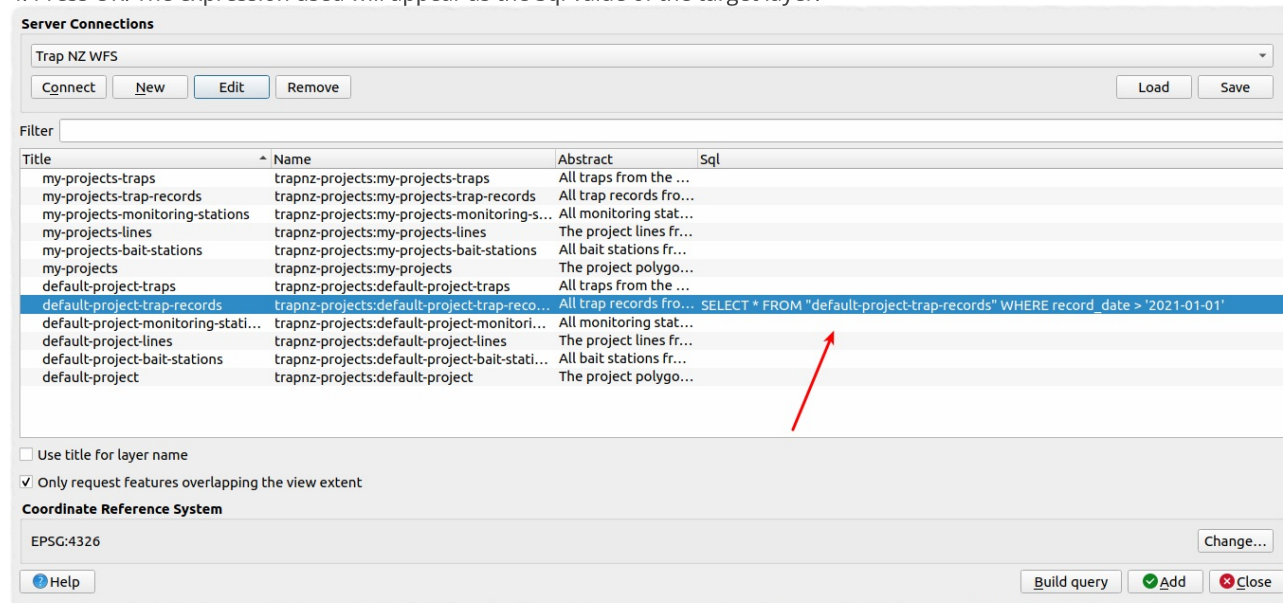 Server Connections
Trap NZ WFS
Connect New Edit Remove Load Save
Filter
Title Name Abstract Sql
my-projects-traps trapnz-projects:my-projects-traps All traps from the ...
my-projects-trap-records trapnz-projects:my-projects-trap-records All trap records fro...
my-projects-monitoring-stations trapnz-projects:my-projects-monitoring-s... All monitoring stat...
my-projects-lines trapnz-projects:my-projects-lines The project lines fr...
my-projects-bait-stations trapnz-projects:my-projects-bait-stations All bait stations fr...
my-projects trapnz-projects:my-projects The project polygo...
default-project-traps trapnz-projects:default-project-traps All traps from the ...
default-project-trap-records trapnz-projects:default-project-trap-reco... All trap records fro... SELECT * FROM "default-project-trap-records" WHERE record_date > '2021-01-01'
default-project-monitoring-stati... trapnz-projects:default-project-monitori... All monitoring stat...
default-project-lines trapnz-projects:default-project-lines The project lines fr...
default-project-bait-stations trapnz-projects:default-project-bait-stati... All bait stations fr...
default-project trapnz-projects:default-project The project polygo...
Use title for layer name
Only request features overlapping the view extent
Coordinate Reference System
EPSG:4326 Change...
Help Build query Add Close